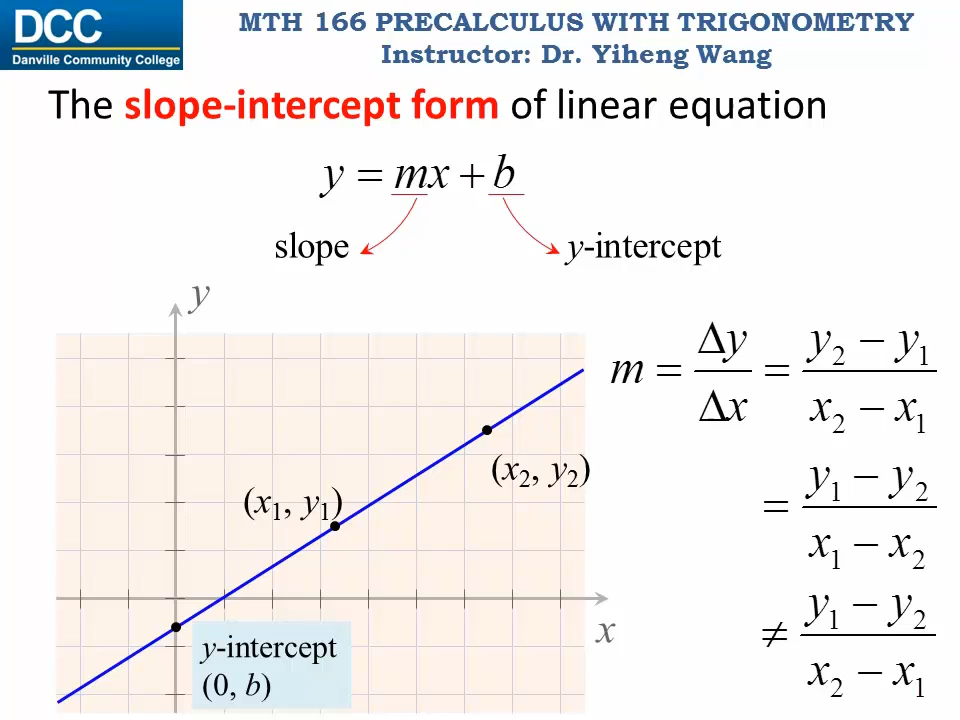 DCC
Danville Community College
MTH 166 PRECALCULUS WITH TRIGONOMETRY
Instructor: Dr. Yiheng Wang
The slope-intercept form of linear equation
y = mx + b
slope
y-intercept
y
m = Δy/Δx = (y₂ − y₁)/(x₂ − x₁)
(x₂, y₂)
(x₁, y₁)
= (y₁ − y₂)/(x₁ − x₂)
x
≠ (y₁ − y₂)/(x₂ − x₁)
y-intercept
(0, b)